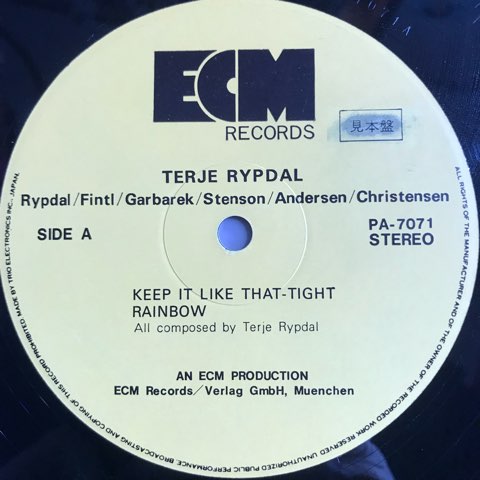 ECM
RECORDS
見本盤
TERJE RYPDAL
Rypdal/Fintl/Garbarek/Stenson/Andersen/Christensen
SIDE A
PA-7071
STEREO
KEEP IT LIKE THAT-TIGHT
RAINBOW
All composed by Terje Rypdal
AN ECM PRODUCTION
ECM Records/Verlag GmbH, Muenchen
ALL RIGHTS OF THE MANUFACTURER AND OF THE OWNER OF THE RECORDED WORK RESERVED UNAUTHORIZED PUBLIC PERFORMANCE BROADCASTING AND COPYING OF THIS RECORD PROHIBITED MADE BY TRIO ELECTRONICS INC., JAPAN.